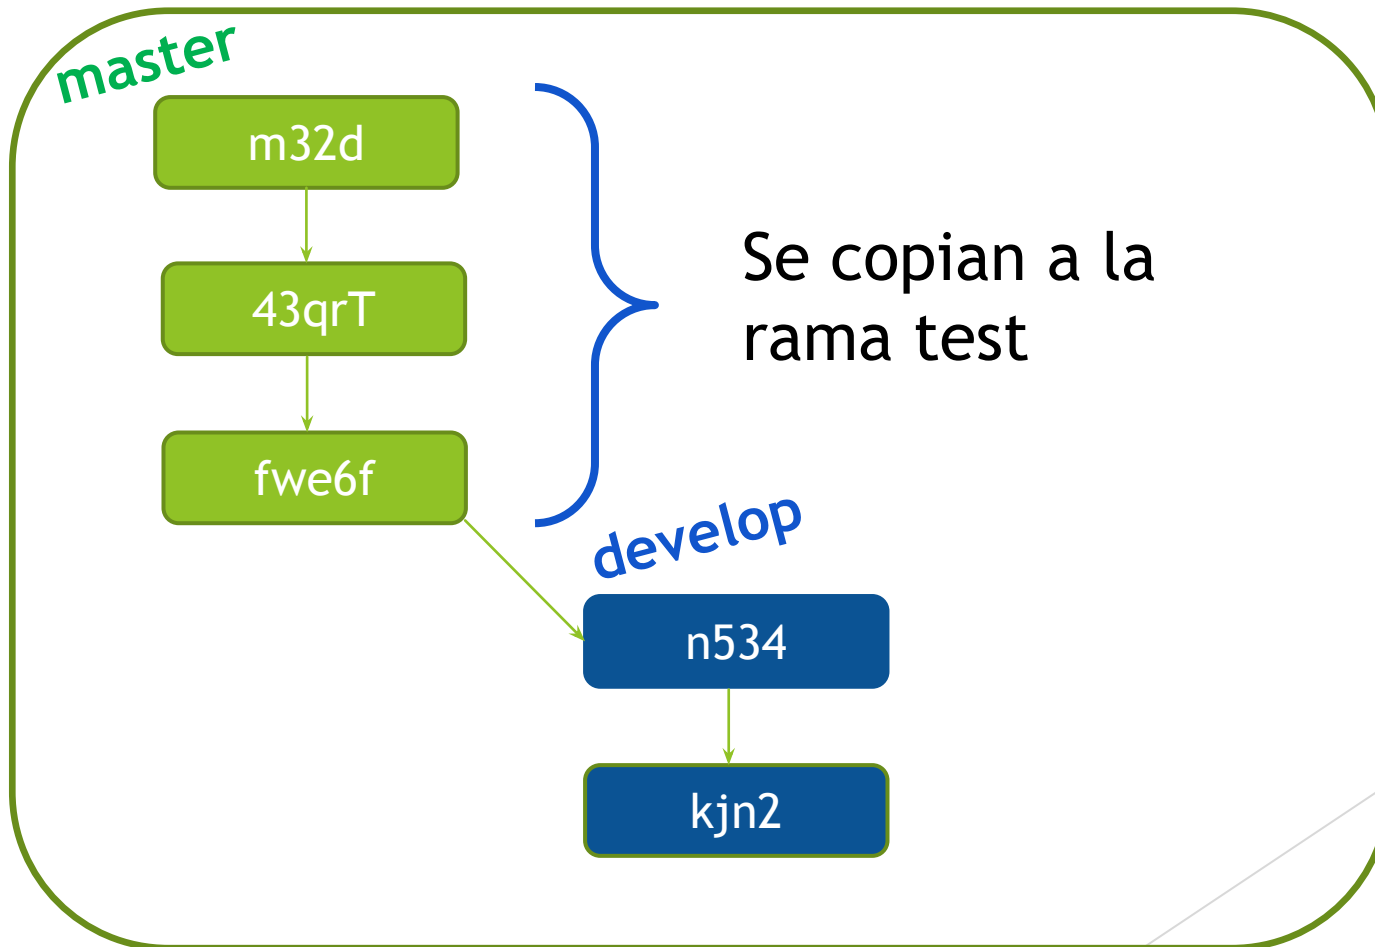 master
m32d
43qrT
fwe6f
Se copian a la
rama test
develop
n534
kjn2